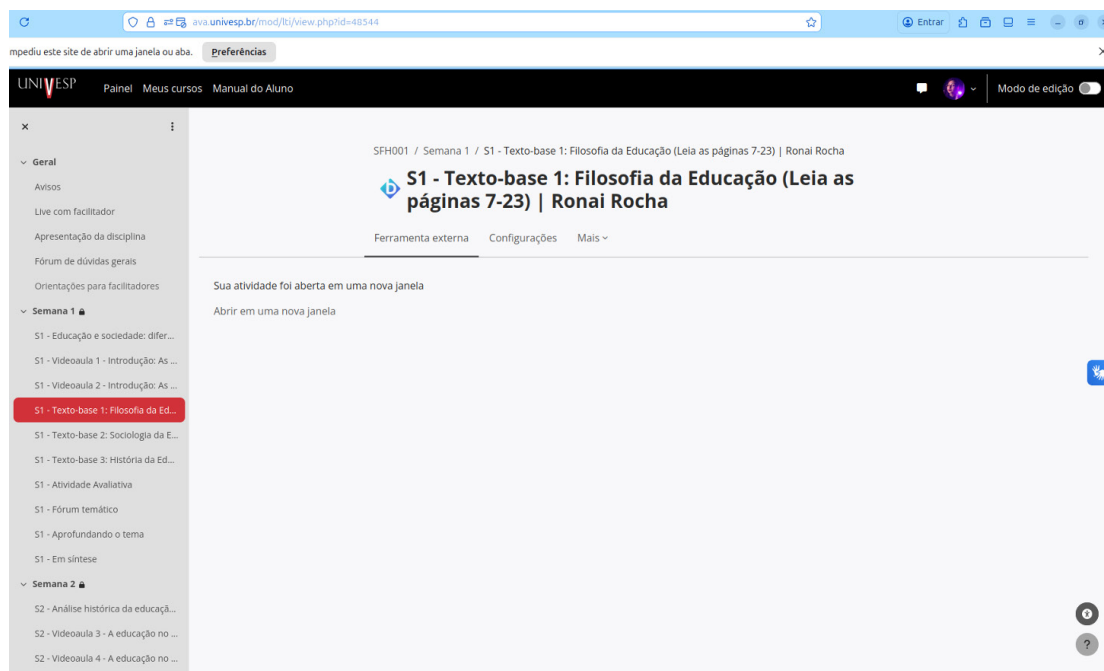 ava.univesp.br/mod/lti/view.php?id=48544
Entrar
mpediu este site de abrir uma janela ou aba. Preferências
UNIVESP Painel Meus cursos Manual do Aluno Modo de edição
SFH001 / Semana 1 / S1 - Texto-base 1: Filosofia da Educação (Leia as páginas 7-23) | Ronai Rocha
S1 - Texto-base 1: Filosofia da Educação (Leia as
páginas 7-23) | Ronai Rocha
Ferramenta externa Configurações Mais
Sua atividade foi aberta em uma nova janela
Abrir em uma nova janela
Geral
Avisos
Live com facilitador
Apresentação da disciplina
Fórum de dúvidas gerais
Orientações para facilitadores
Semana 1
S1 - Educação e sociedade: difer...
S1 - Videoaula 1 - Introdução: As ...
S1 - Videoaula 2 - Introdução: As ...
S1 - Texto-base 1: Filosofia da Ed...
S1 - Texto-base 2: Sociologia da E...
S1 - Texto-base 3: História da Ed...
S1 - Atividade Avaliativa
S1 - Fórum temático
S1 - Aprofundando o tema
S1 - Em síntese
Semana 2
S2 - Análise histórica da educaçã...
S2 - Videoaula 3 - A educação no ...
S2 - Videoaula 4 - A educação no ...
?